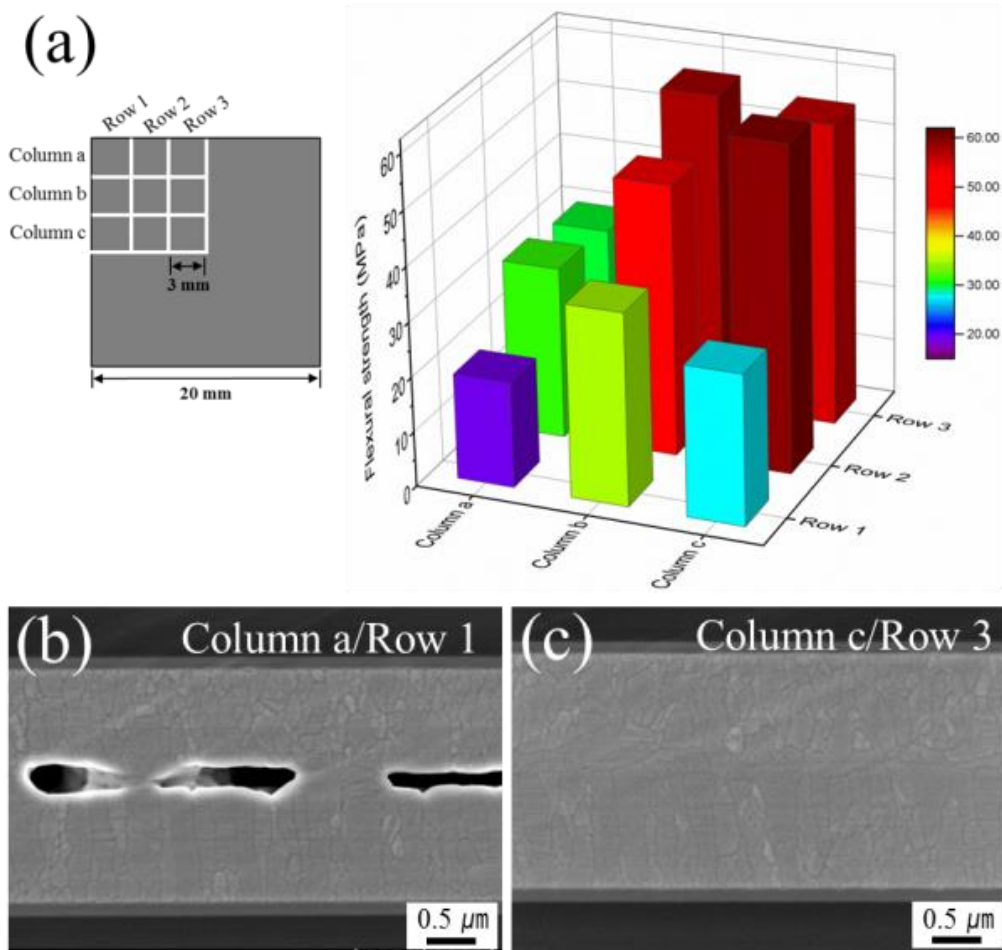 (a)
Row 1
Row 2
Row 3
Column a
Column b
Column c
3 mm
20 mm
Flexural strength (MPa)
60
50
40
30
20
10
0
Column a
Column b
Column c
Row 1
Row 2
Row 3
60.00
50.00
40.00
30.00
20.00
(b)
Column a/Row 1
0.5 μm
(c)
Column c/Row 3
0.5 μm